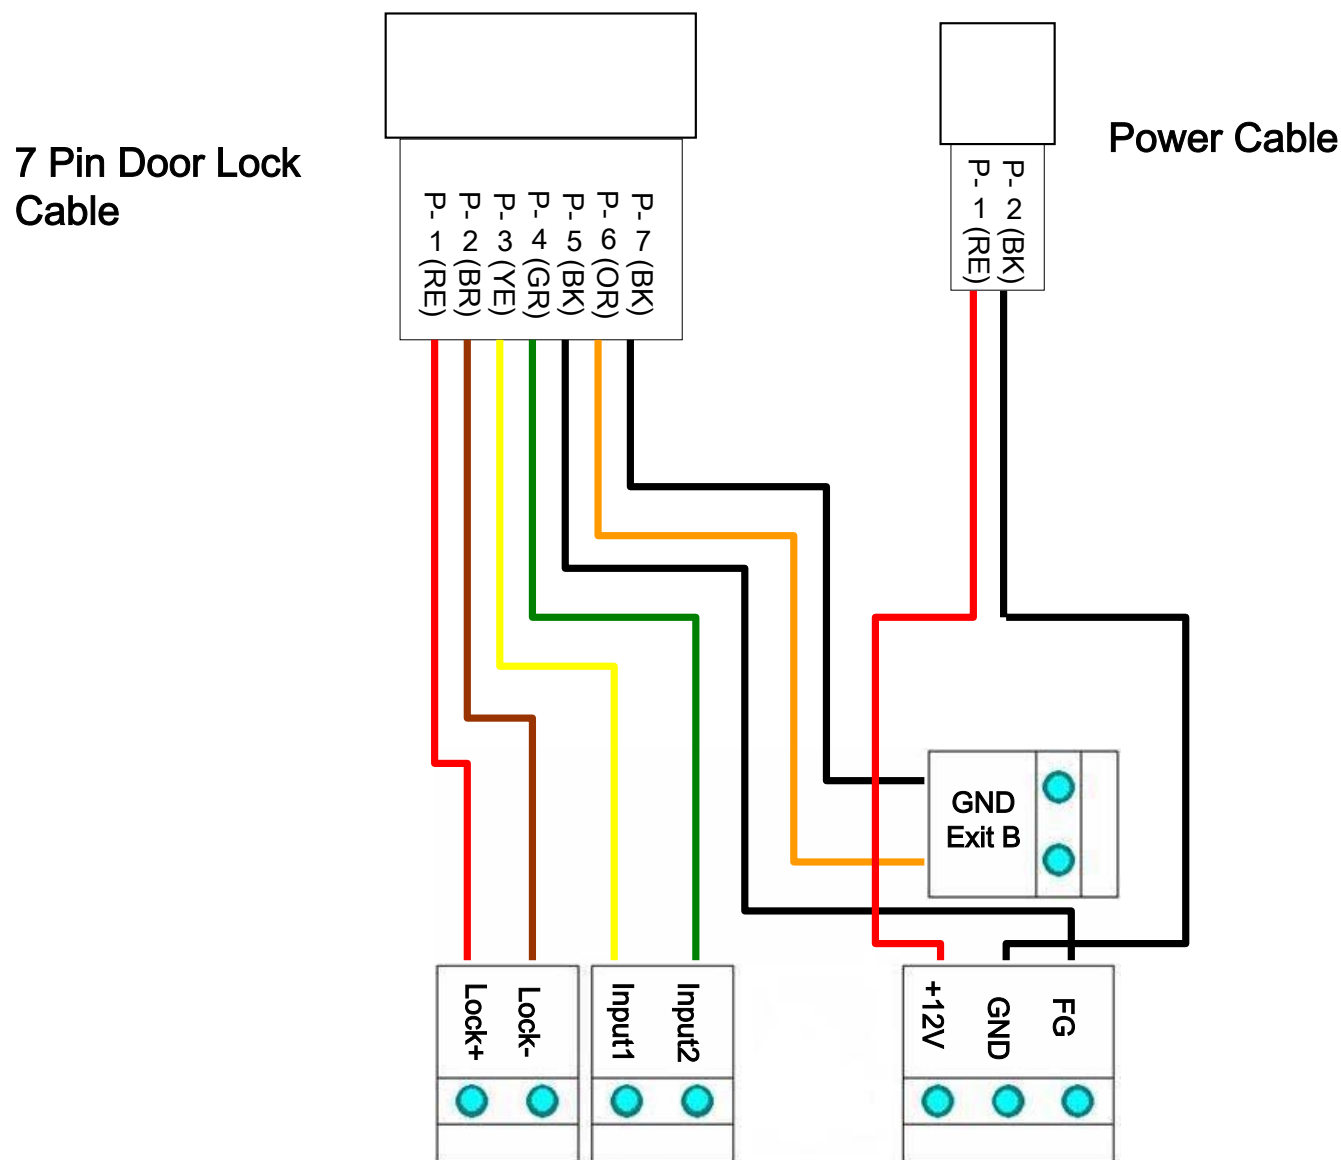 7 Pin Door Lock
Cable
P-1(RE)
P-2(BR)
P-3(YE)
P-4(GR)
P-5(BK)
P-6(OR)
P-7(BK)
P-1(RE)
P-2(BK)
Power Cable
GND
Exit B
Lock+
Lock-
Input1
Input2
+12V
GND
FG